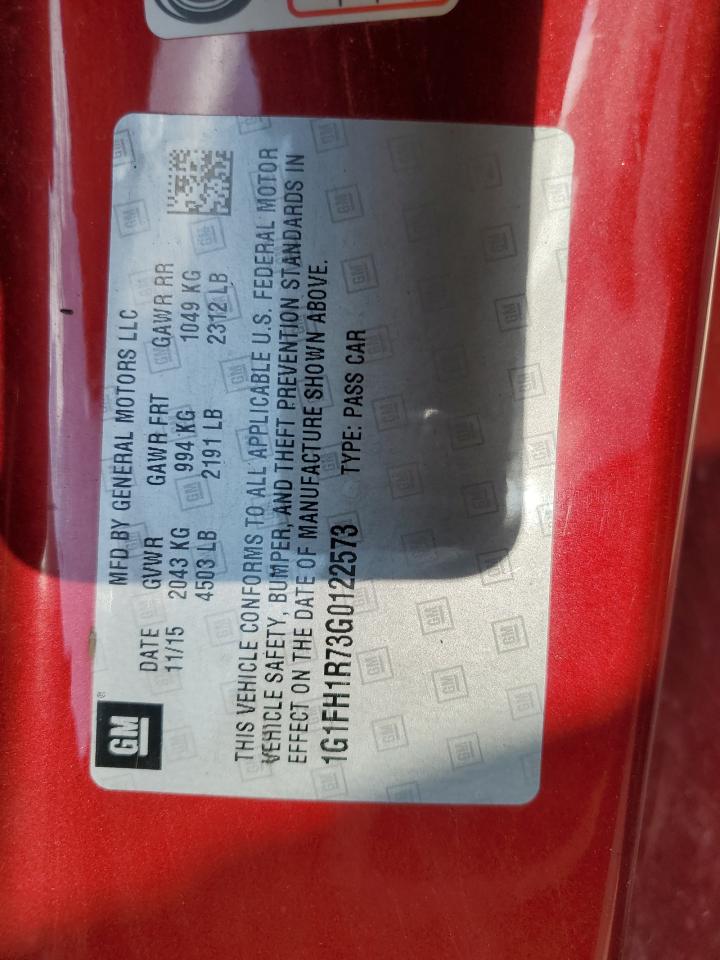 GM ®
MFD BY GENERAL MOTORS LLC
DATE GVWR GAWR FRT GAWR RR
11/15 2043 KG 994 KG 1049 KG
4503 LB 2191 LB 2312 LB
THIS VEHICLE CONFORMS TO ALL APPLICABLE U.S. FEDERAL MOTOR
VEHICLE SAFETY, BUMPER, AND THEFT PREVENTION STANDARDS IN
EFFECT ON THE DATE OF MANUFACTURE SHOWN ABOVE.
1G1FH1R73G0122573 TYPE: PASS CAR